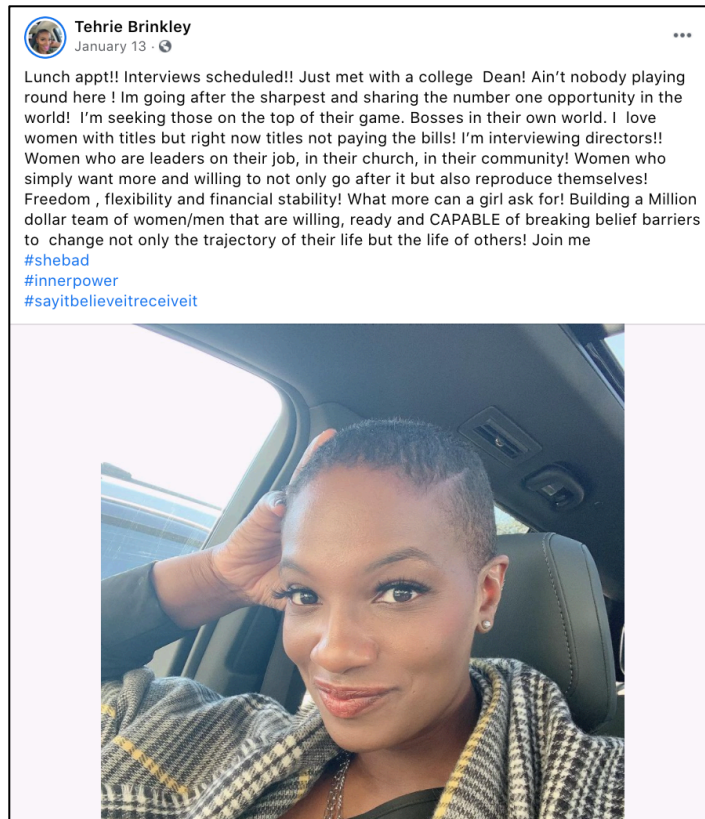 Tehrie Brinkley
January 13 ·
Lunch appt!! Interviews scheduled!! Just met with a college  Dean! Ain’t nobody playing
round here ! Im going after the sharpest and sharing the number one opportunity in the
world!  I’m seeking those on the top of their game. Bosses in their own world. I  love
women with titles but right now titles not paying the bills! I’m interviewing directors!!
Women who are leaders on their job, in their church, in their community! Women who
simply want more and willing to not only go after it but also reproduce themselves!
Freedom , flexibility and financial stability! What more can a girl ask for! Building a Million
dollar team of women/men that are willing, ready and CAPABLE of breaking belief barriers
to  change not only the trajectory of their life but the life of others! Join me
#shebad
#innerpower
#sayitbelieveitreceiveit